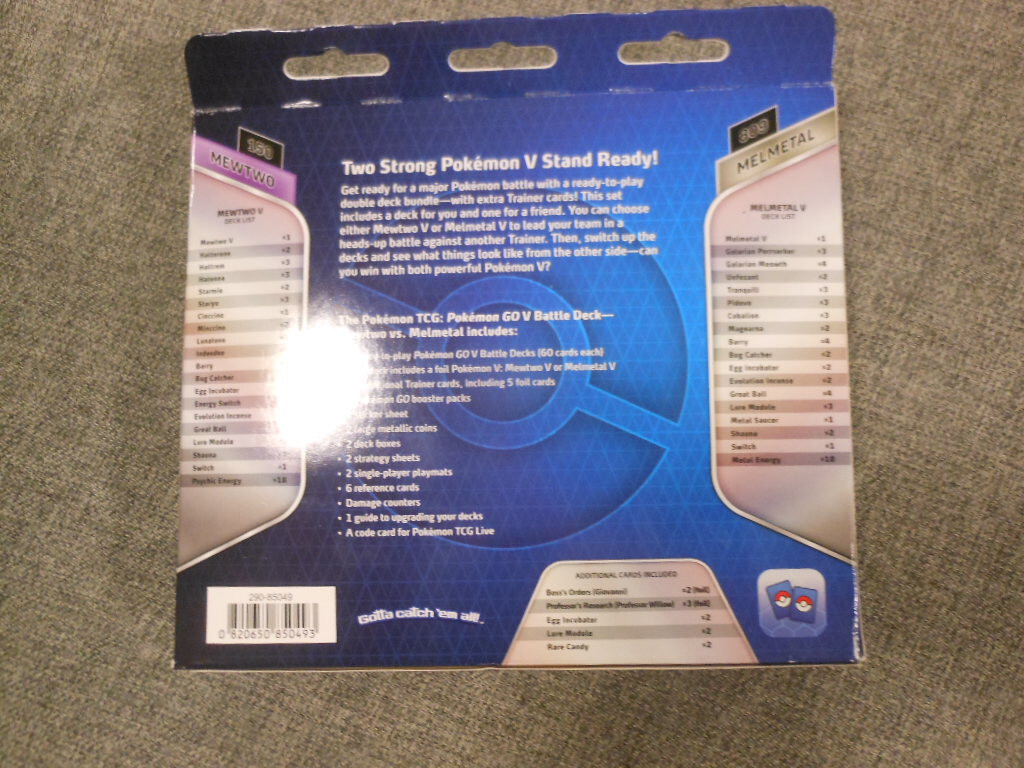 150
MEWTWO
MEWTWO V
DECK LIST
Mewtwo V ×1
Hatterene ×2
Hattrem ×3
Hatenna ×3
Starmie ×2
Staryu ×3
Cinccino ×1
Minccino
Lunatone
Indeedee
Barry
Bug Catcher
Egg Incubator
Energy Switch
Evolution Incense
Great Ball
Lure Module
Shauna
Switch ×1
Psychic Energy ×18
Two Strong Pokémon V Stand Ready!
Get ready for a major Pokémon battle with a ready-to-play
double deck bundle—with extra Trainer cards! This set
includes a deck for you and one for a friend. You can choose
either Mewtwo V or Melmetal V to lead your team in a
heads-up battle against another Trainer. Then, switch up the
decks and see what things look like from the other side—can
you win with both powerful Pokémon V?
The Pokémon TCG: Pokémon GO V Battle Deck—
vs. Melmetal includes:
to-play Pokémon GO V Battle Decks (60 cards each)
includes a foil Pokémon V: Mewtwo V or Melmetal V
Trainer cards, including 5 foil cards
GO booster packs
sheet
large metallic coins
• 2 deck boxes
• 2 strategy sheets
• 2 single-player playmats
• 6 reference cards
• Damage counters
• 1 guide to upgrading your decks
• A code card for Pokémon TCG Live
809
MELMETAL
MELMETAL V
DECK LIST
Melmetal V ×1
Galarian Perrserker ×3
Galarian Meowth ×4
Unfezant ×2
Tranquill ×3
Pidove ×3
Cobalion ×3
Magearna ×2
Barry ×4
Bug Catcher ×2
Egg Incubator ×2
Evolution Incense ×2
Great Ball ×4
Lure Module ×3
Metal Saucer ×1
Shauna ×2
Switch ×1
Metal Energy ×18
290-85049
0 820650 850493
Gotta catch 'em all!
ADDITIONAL CARDS INCLUDED
Boss's Orders (Giovanni) ×2 (foil)
Professor's Research (Professor Willow) ×3 (foil)
Egg Incubator ×2
Lure Module ×2
Rare Candy ×2